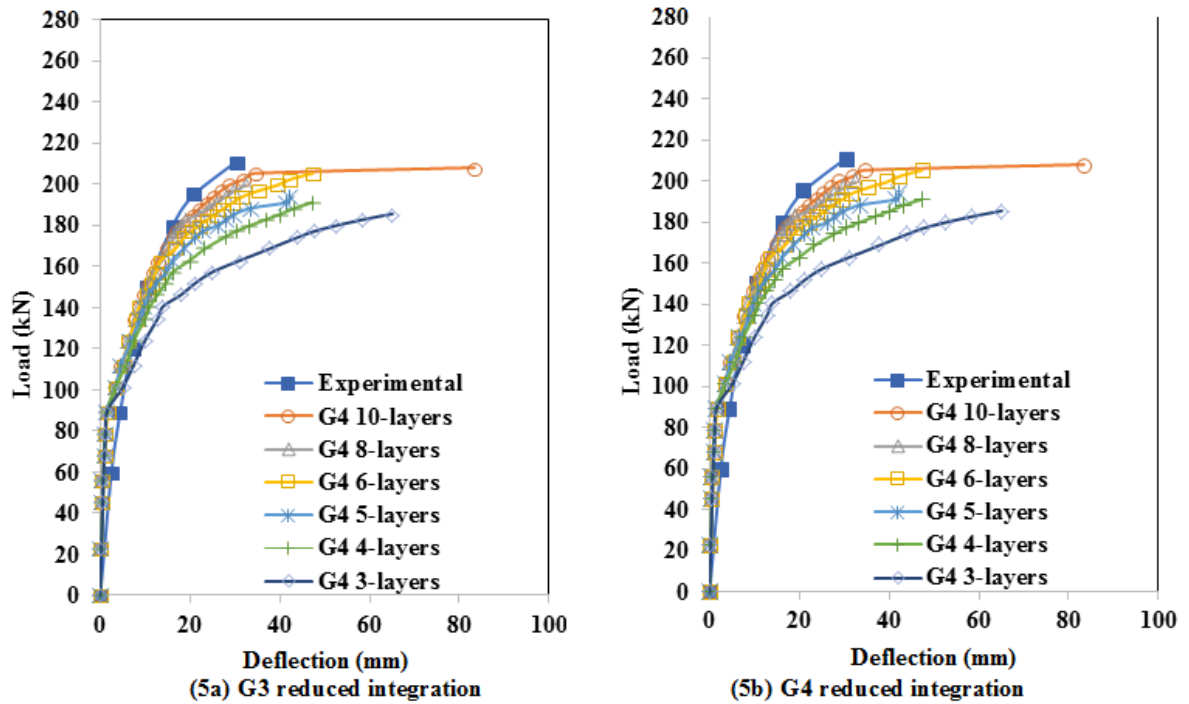 280
260
240
220
200
180
160
140
120
100
80
60
40
20
0
Load (kN)
Experimental
G4 10-layers
G4 8-layers
G4 6-layers
G4 5-layers
G4 4-layers
G4 3-layers
0 20 40 60 80 100
Deflection (mm)
(5a) G3 reduced integration
280
260
240
220
200
180
160
140
120
100
80
60
40
20
0
Load (kN)
Experimental
G4 10-layers
G4 8-layers
G4 6-layers
G4 5-layers
G4 4-layers
G4 3-layers
0 20 40 60 80 100
Deflection (mm)
(5b) G4 reduced integration